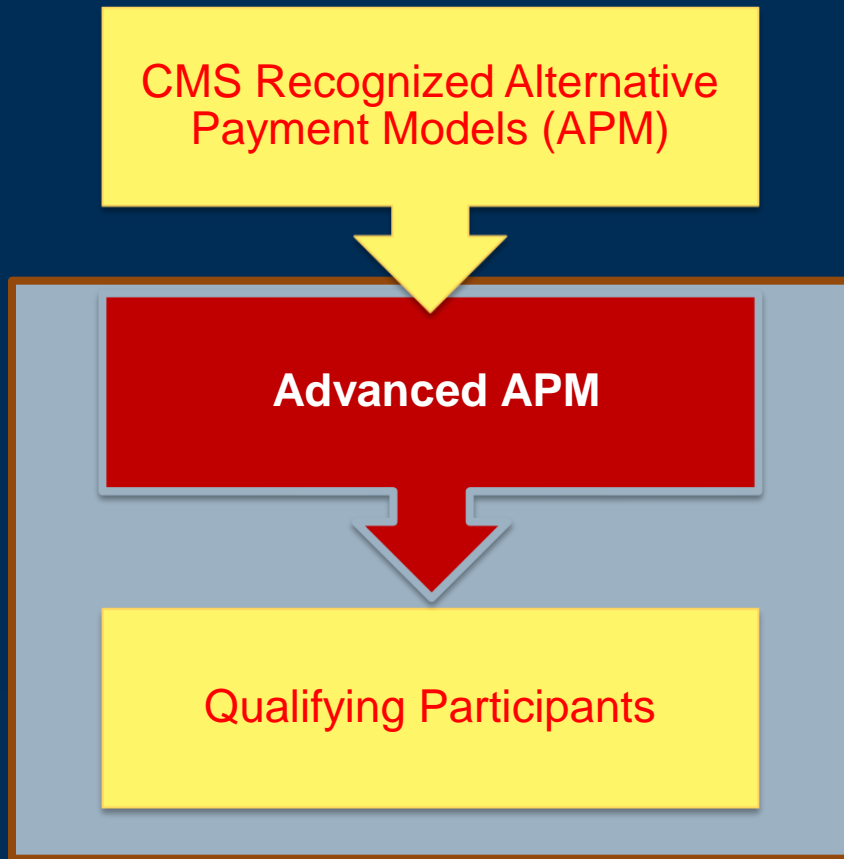 CMS Recognized Alternative
Payment Models (APM)
Advanced APM
Qualifying Participants